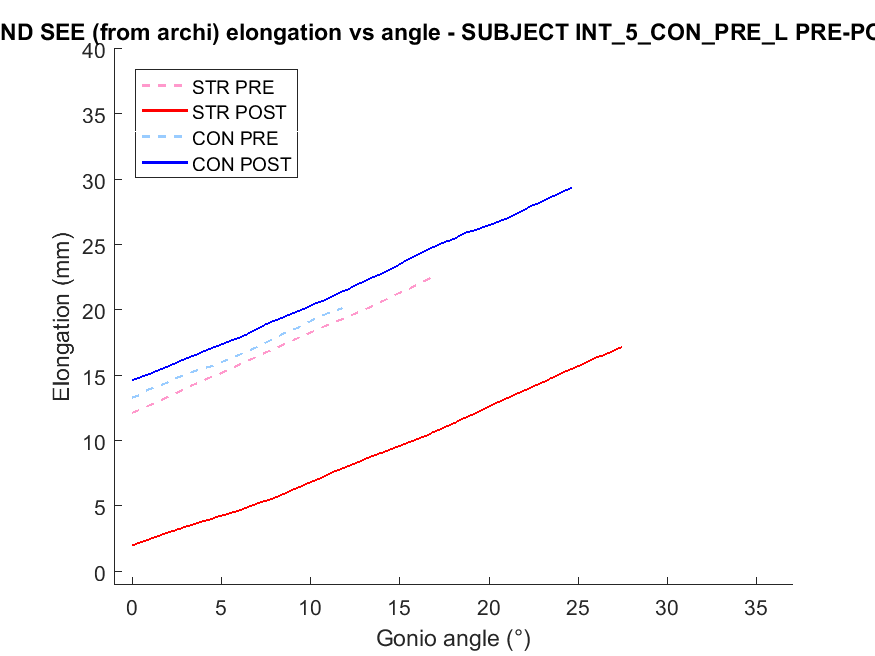 ND SEE (from archi) elongation vs angle - SUBJECT INT_5_CON_PRE_L PRE-PO
40
35
30
25
20
15
10
5
0
Elongation (mm)
STR PRE
STR POST
CON PRE
CON POST
0 5 10 15 20 25 30 35
Gonio angle (°)